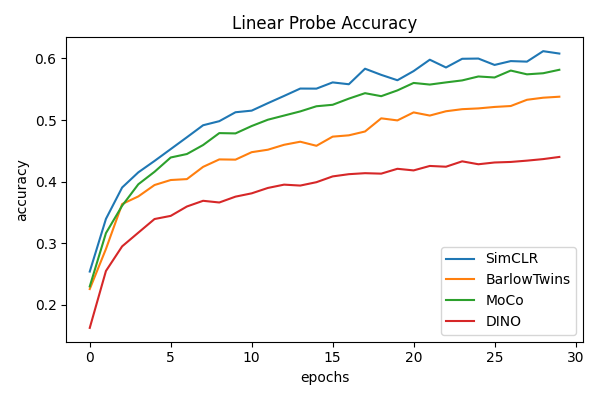 Linear Probe Accuracy
accuracy
0.6
0.5
0.4
0.3
0.2
SimCLR
BarlowTwins
MoCo
DINO
0 5 10 15 20 25 30
epochs